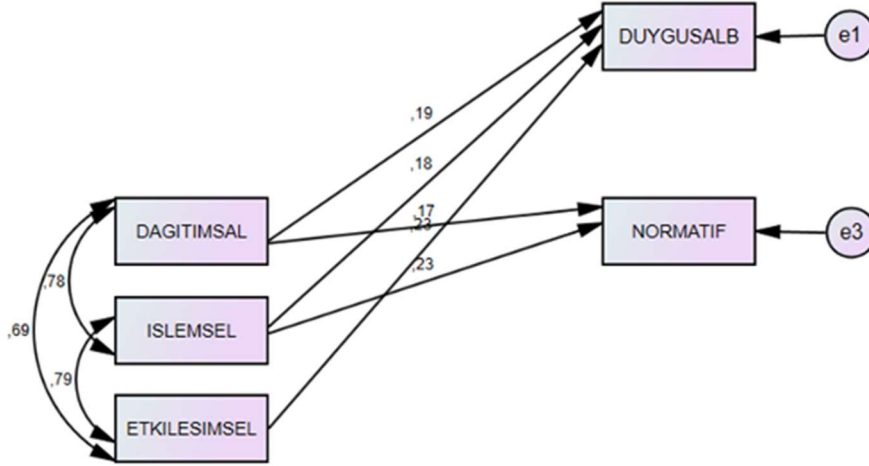 DUYGUSALB
e1
,19
,18
DAGITIMSAL
,17
,23
NORMATIF
e3
,23
,78
ISLEMSEL
,69
,79
ETKILESIMSEL